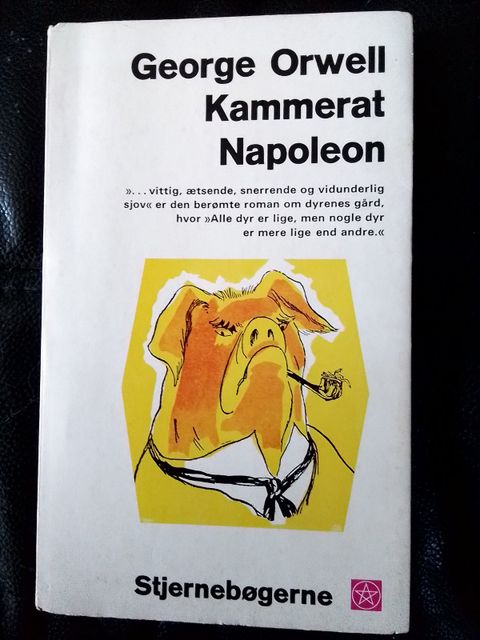 George Orwell
Kammerat
Napoleon
»... vittig, ætsende, snerrende og vidunderlig
sjov« er den berømte roman om dyrenes gård,
hvor »Alle dyr er lige, men nogle dyr
er mere lige end andre.«
Stjernebøgerne